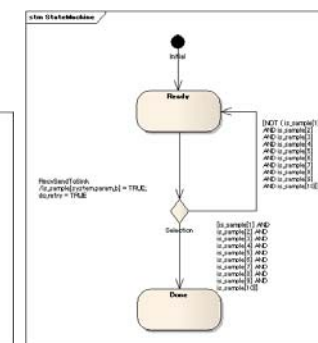 stm StateMachine
Initial
Ready
[NOT ( is_sample[1]
AND is_sample[2]
AND is_sample[3]
AND is_sample[4]
AND is_sample[5]
AND is_sample[6]
AND is_sample[7]
AND is_sample[8]
AND is_sample[9]
AND is_sample[10]]
RecvSendToSink
/is_sample[system.param_b] = TRUE;
do_retry = TRUE
Selection
[is_sample[1] AND
is_sample[2] AND
is_sample[3] AND
is_sample[4] AND
is_sample[5] AND
is_sample[6] AND
is_sample[7] AND
is_sample[8] AND
is_sample[9] AND
is_sample[10]]
Done